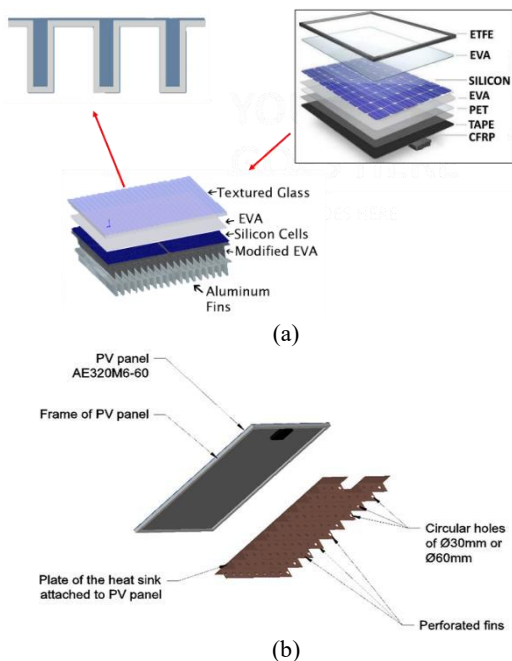 ETFE
EVA
SILICON
EVA
PET
TAPE
CFRP
Textured Glass
EVA
Silicon Cells
Modified EVA
Aluminum
Fins
(a)
PV panel
AE320M6-60
Frame of PV panel
Circular holes
of Ø30mm or
Ø60mm
Plate of the heat sink
attached to PV panel
Perforated fins
(b)